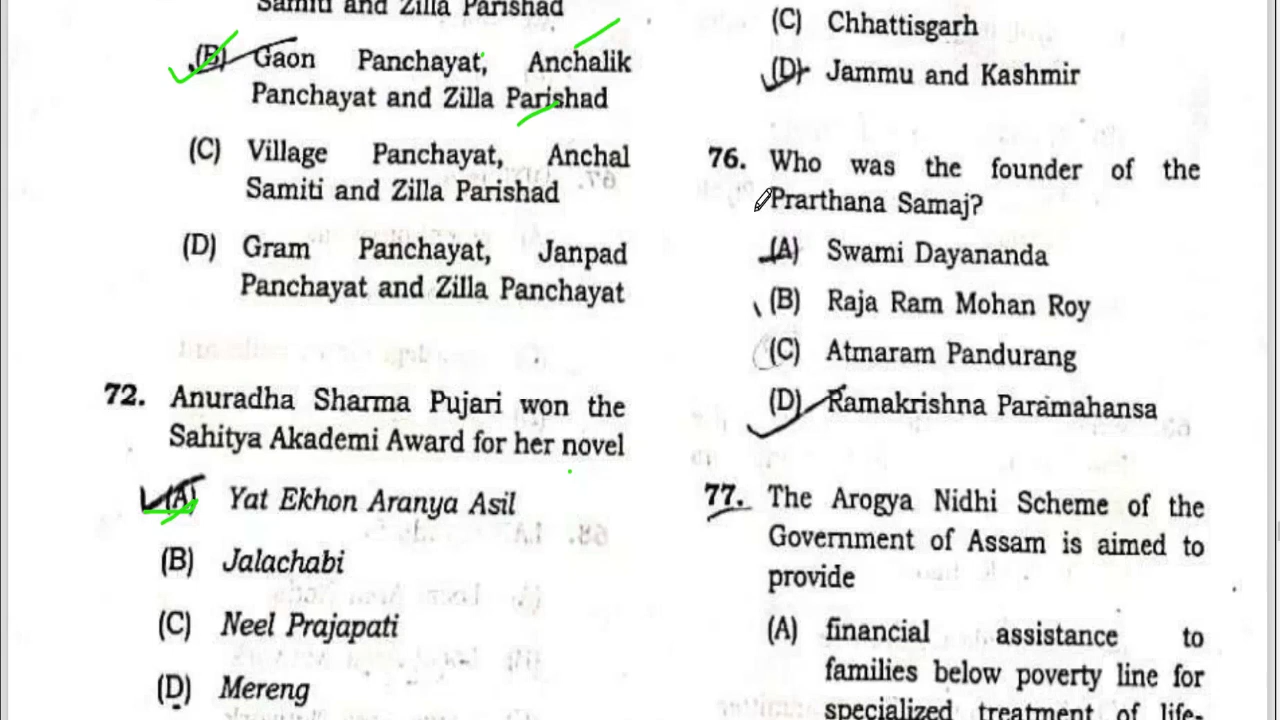 Samiti and Zilla Parishad
(B) Gaon Panchayat, Anchalik
Panchayat and Zilla Parishad
(C) Village Panchayat, Anchal
Samiti and Zilla Parishad
(D) Gram Panchayat, Janpad
Panchayat and Zilla Panchayat
72. Anuradha Sharma Pujari won the
Sahitya Akademi Award for her novel
(A) Yat Ekhon Aranya Asil
(B) Jalachabi
(C) Neel Prajapati
(D) Mereng
(C) Chhattisgarh
(D) Jammu and Kashmir
76. Who was the founder of the
Prarthana Samaj?
(A) Swami Dayananda
(B) Raja Ram Mohan Roy
(C) Atmaram Pandurang
(D) Ramakrishna Paramahansa
77. The Arogya Nidhi Scheme of the
Government of Assam is aimed to
provide
(A) financial assistance to
families below poverty line for
specialized treatment of life-